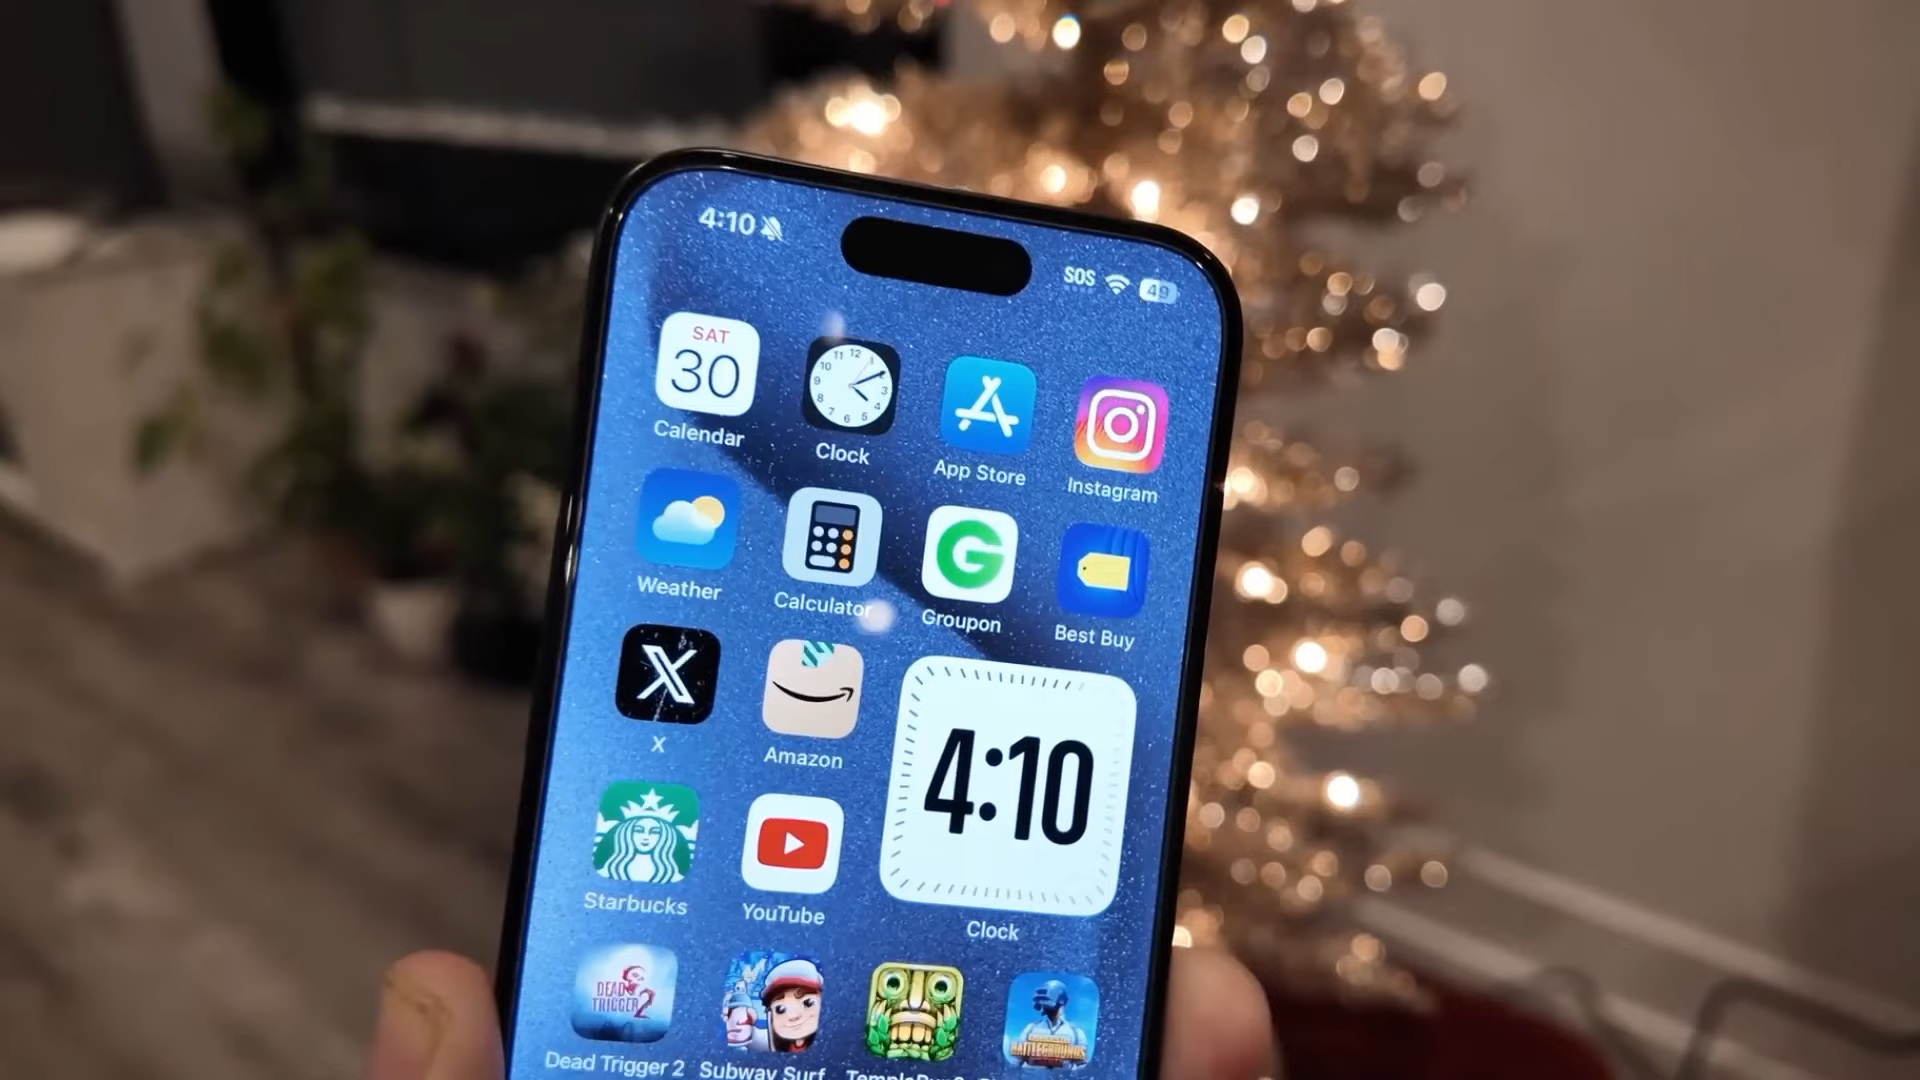 4:10
SOS 49
SAT
30
Calendar
Clock
App Store
Instagram
Weather
Calculator
Groupon
Best Buy
X
Amazon
4:10
Clock
Starbucks
YouTube
DEAD
TRIGGER 2
BATTLEGROUNDS
Dead Trigger 2
Subway Surf